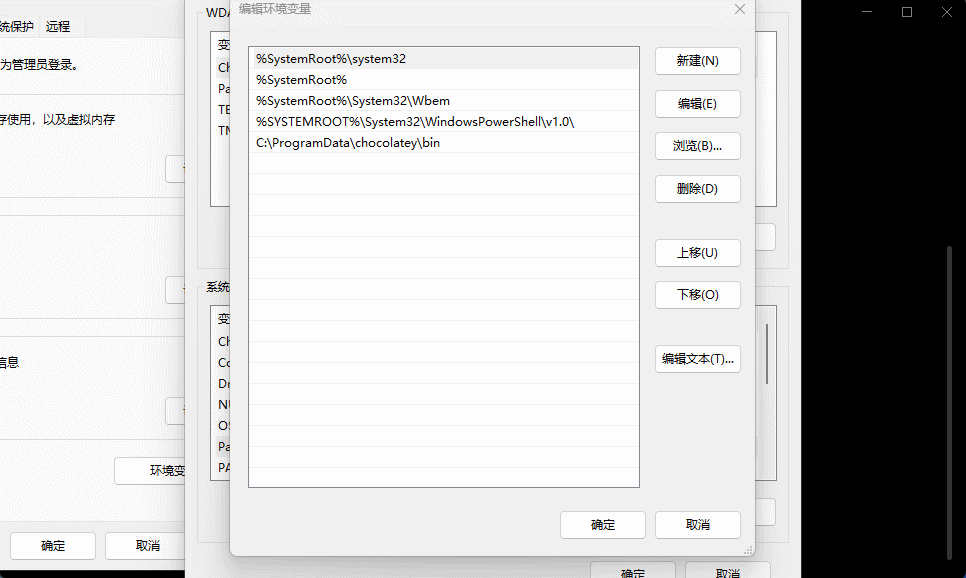 编辑环境变量
%SystemRoot%\system32
%SystemRoot%
%SystemRoot%\System32\Wbem
%SYSTEMROOT%\System32\WindowsPowerShell\v1.0\
C:\ProgramData\chocolatey\bin
新建(N)
编辑(E)
浏览(B)...
删除(D)
上移(U)
下移(O)
编辑文本(T)...
确定
取消
统保护 远程
为管理员登录。
存使用，以及虚拟内存
信息
环境变
确定
取消
WDA
变
Ch
Pa
TE
TM
系统
变
Ch
Co
Dr
NU
OS
Pa
PA
确定
取消